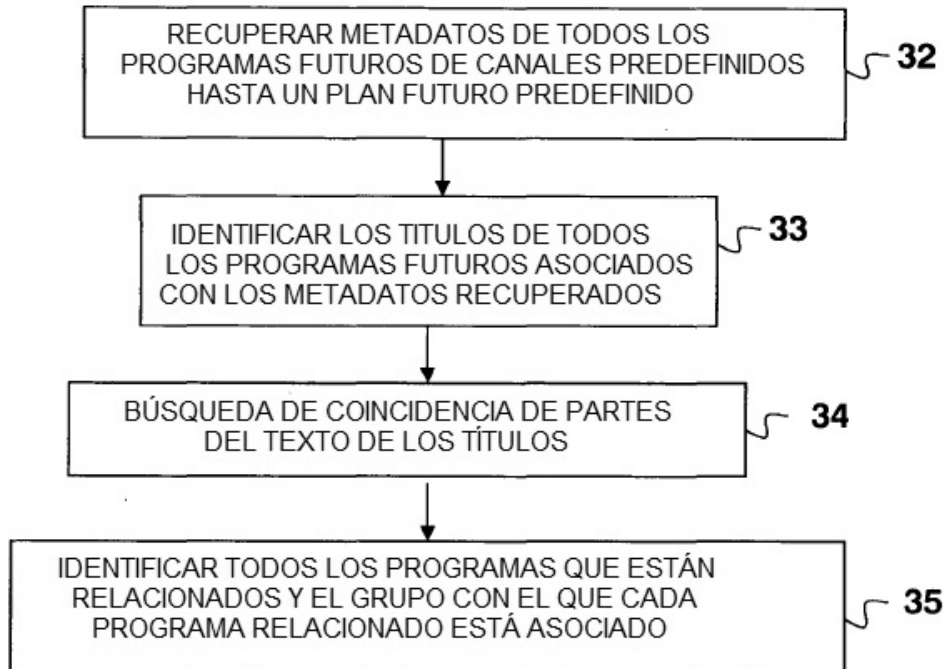 RECUPERAR METADATOS DE TODOS LOS
PROGRAMAS FUTUROS DE CANALES PREDEFINIDOS
HASTA UN PLAN FUTURO PREDEFINIDO
32
IDENTIFICAR LOS TITULOS DE TODOS
LOS PROGRAMAS FUTUROS ASOCIADOS
CON LOS METADATOS RECUPERADOS
33
BÚSQUEDA DE COINCIDENCIA DE PARTES
DEL TEXTO DE LOS TÍTULOS
34
IDENTIFICAR TODOS LOS PROGRAMAS QUE ESTÁN
RELACIONADOS Y EL GRUPO CON EL QUE CADA
PROGRAMA RELACIONADO ESTÁ ASOCIADO
35